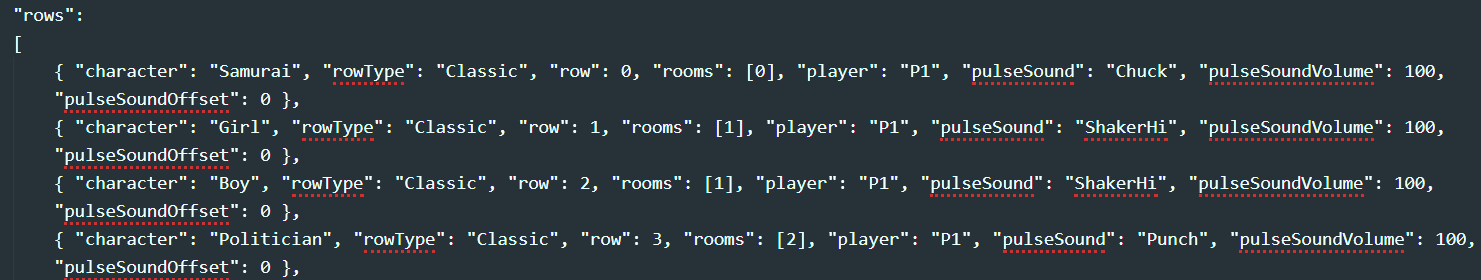 "rows":
[
{ "character": "Samurai", "rowType": "Classic", "row": 0, "rooms": [0], "player": "P1", "pulseSound": "Chuck", "pulseSoundVolume": 100,
"pulseSoundOffset": 0 },
{ "character": "Girl", "rowType": "Classic", "row": 1, "rooms": [1], "player": "P1", "pulseSound": "ShakerHi", "pulseSoundVolume": 100,
"pulseSoundOffset": 0 },
{ "character": "Boy", "rowType": "Classic", "row": 2, "rooms": [1], "player": "P1", "pulseSound": "ShakerHi", "pulseSoundVolume": 100,
"pulseSoundOffset": 0 },
{ "character": "Politician", "rowType": "Classic", "row": 3, "rooms": [2], "player": "P1", "pulseSound": "Punch", "pulseSoundVolume": 100,
"pulseSoundOffset": 0 },